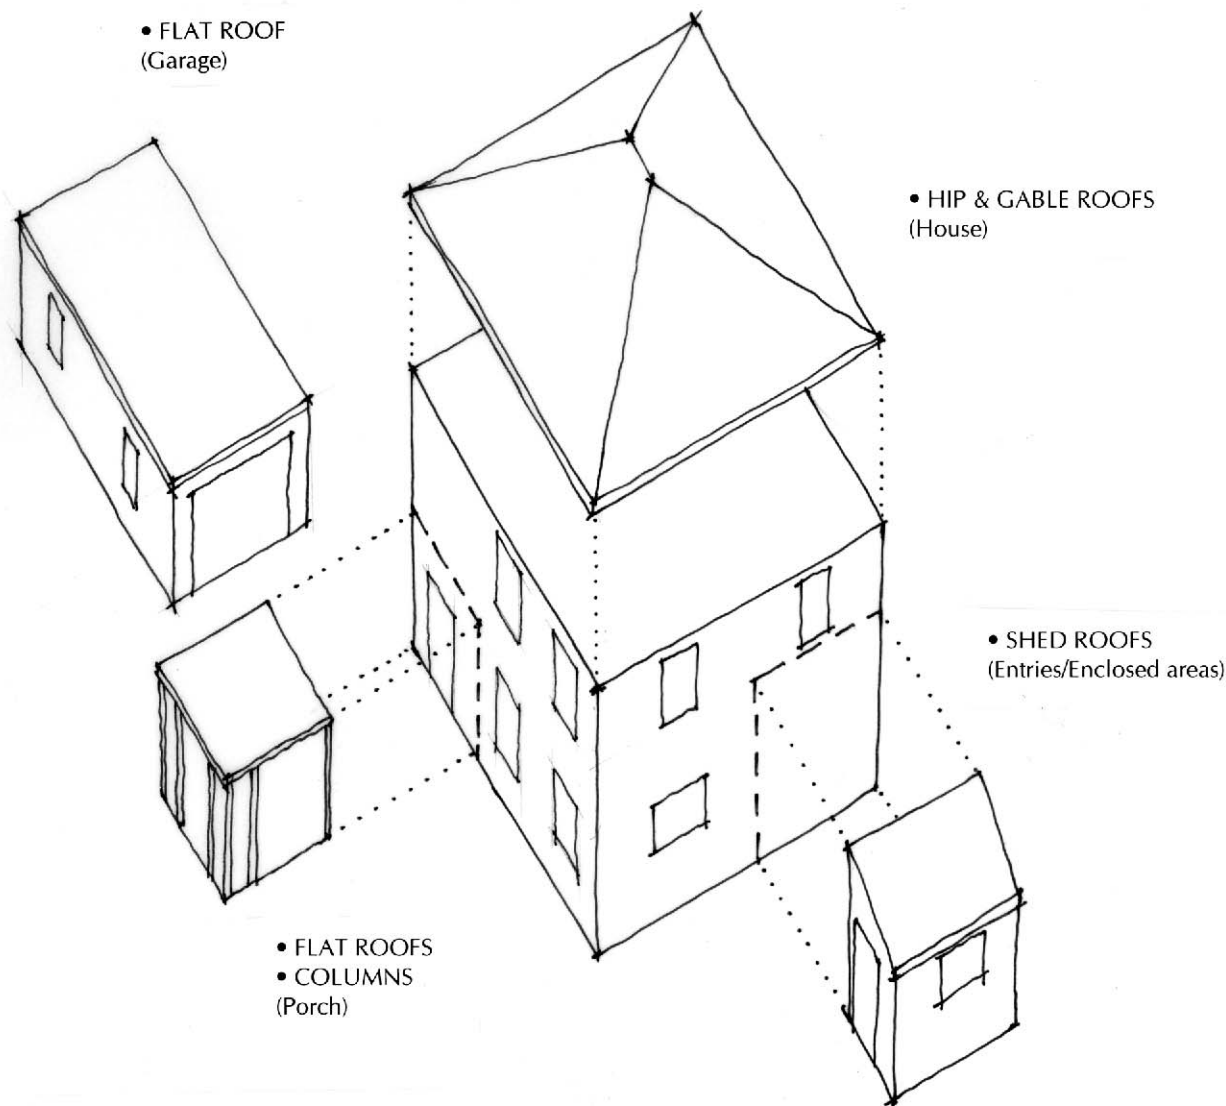 • FLAT ROOF
(Garage)
• HIP & GABLE ROOFS
(House)
• SHED ROOFS
(Entries/Enclosed areas)
• FLAT ROOFS
• COLUMNS
(Porch)